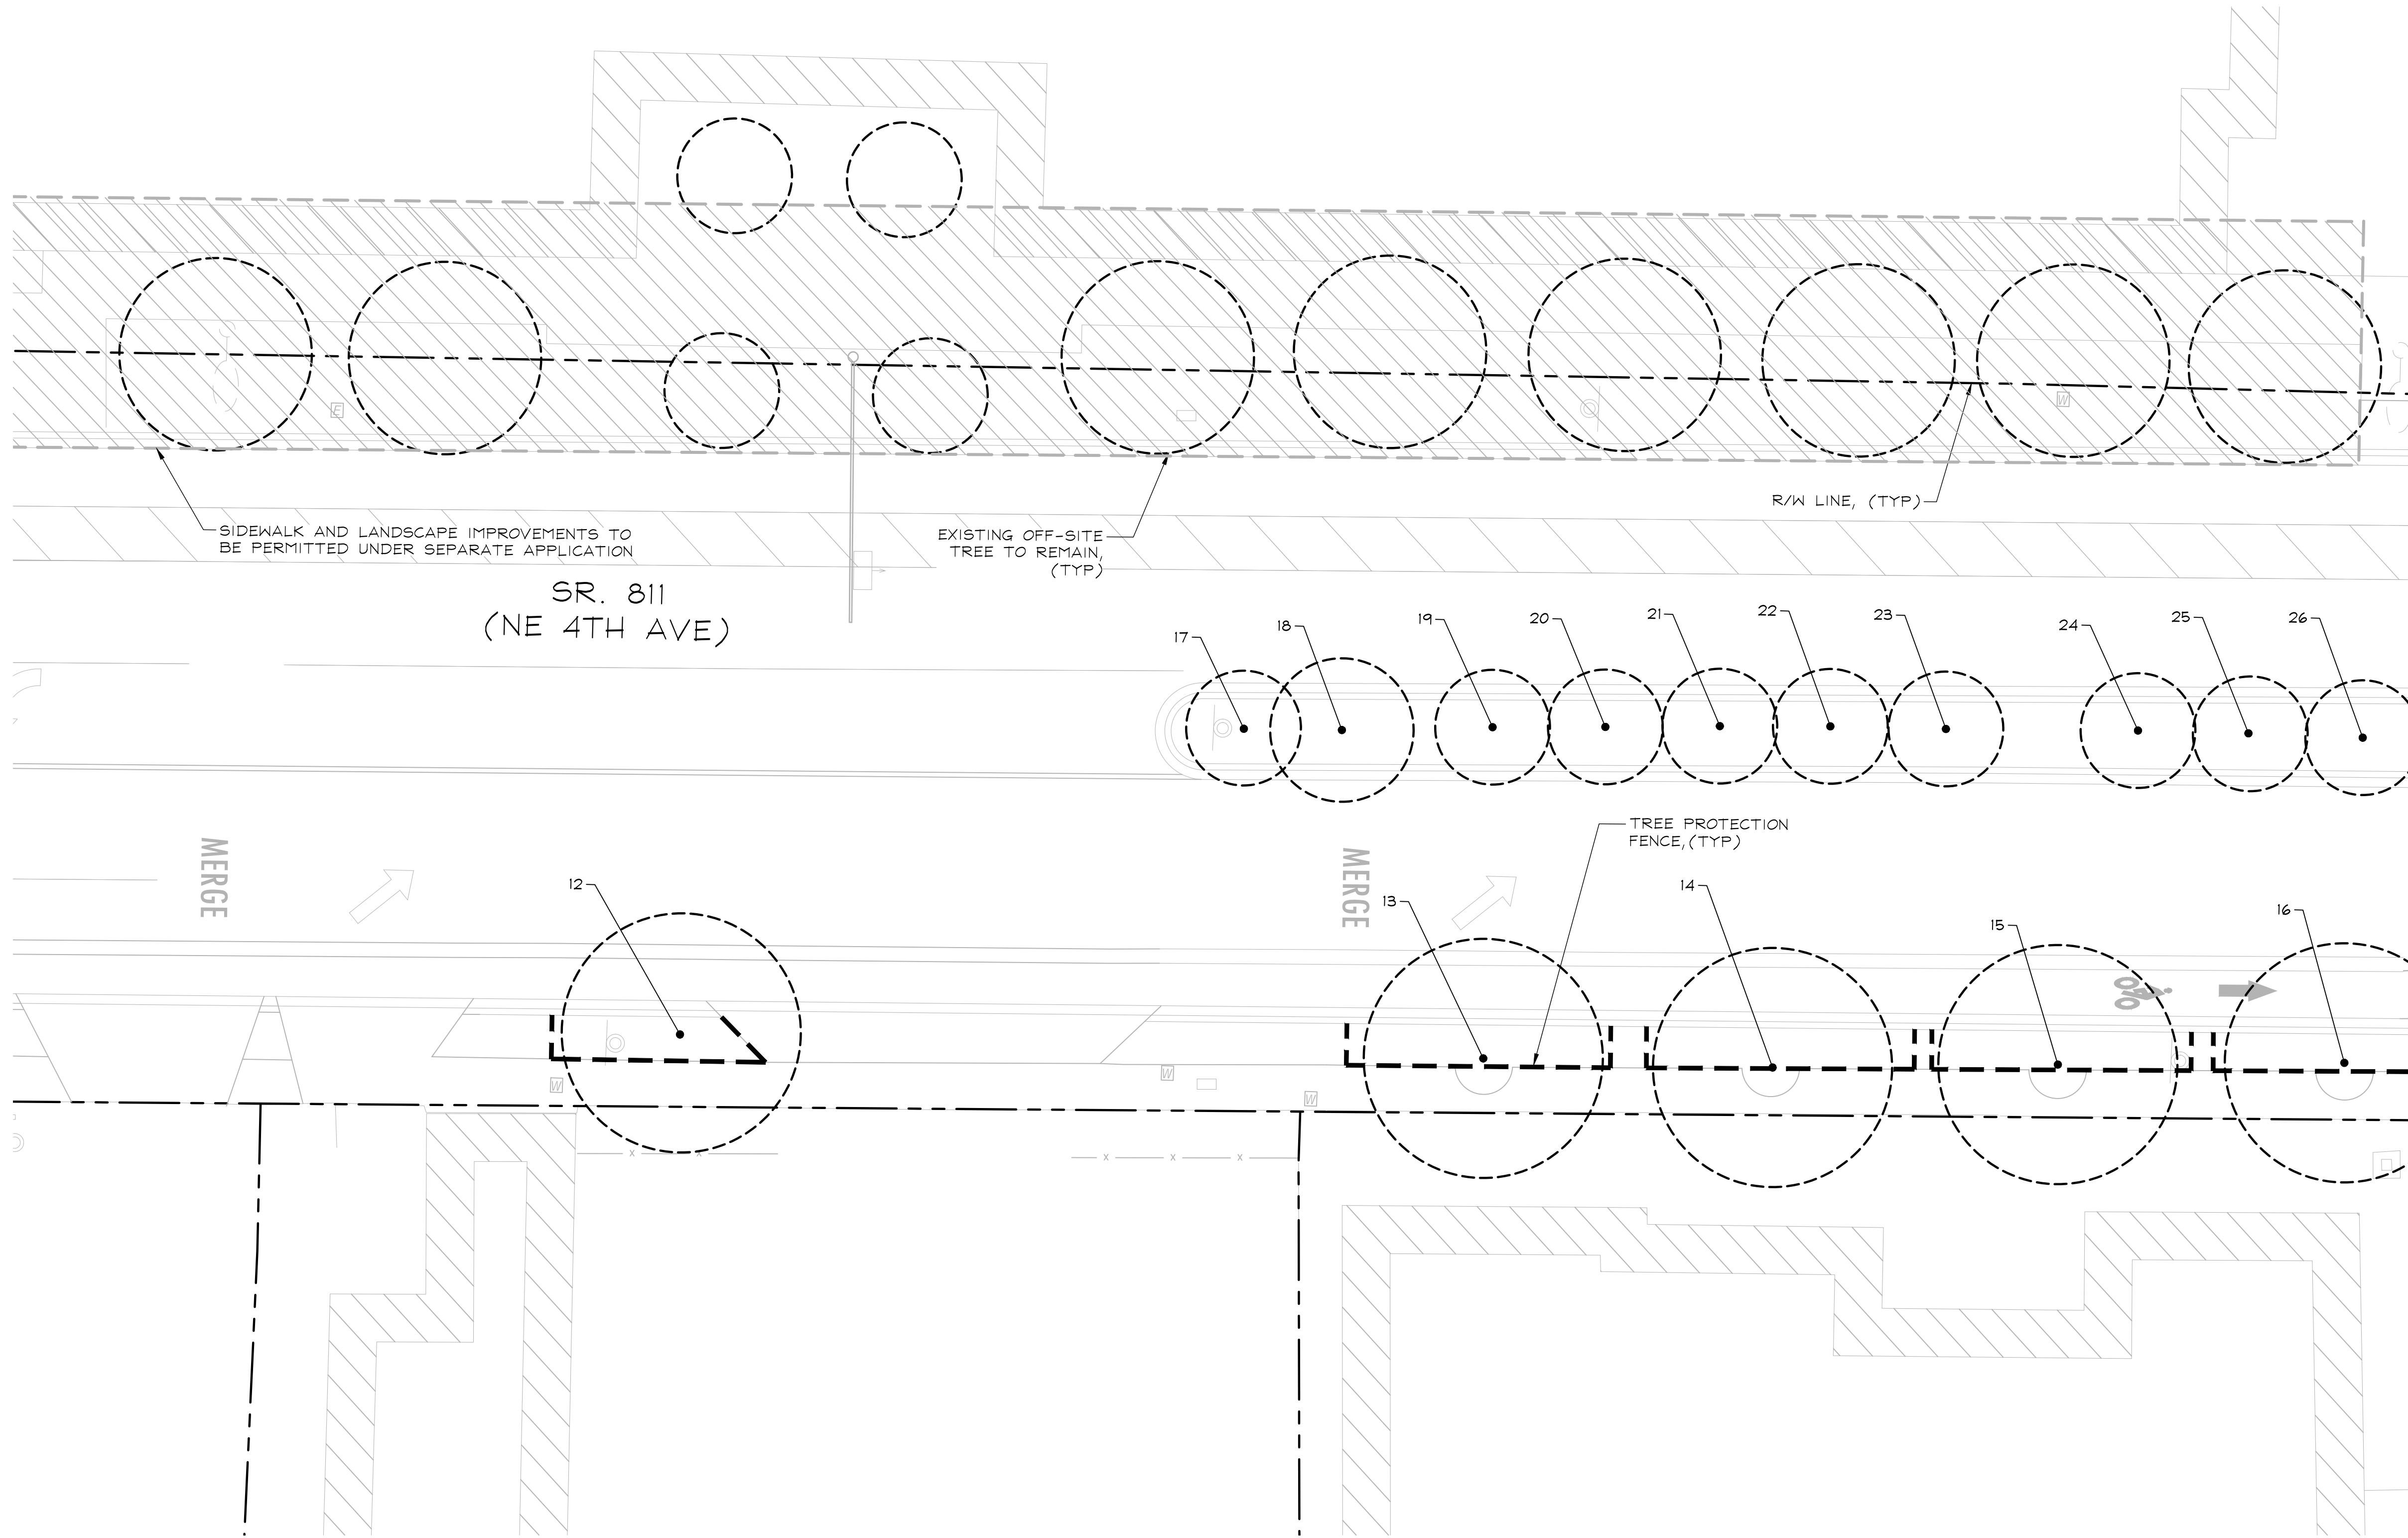 E
W
SIDEWALK AND LANDSCAPE IMPROVEMENTS TO
BE PERMITTED UNDER SEPARATE APPLICATION
EXISTING OFF-SITE
TREE TO REMAIN,
(TYP)
R/W LINE, (TYP)
SR. 811
(NE 4TH AVE)
17
18
19
20
21
22
23
24
25
26
TREE PROTECTION
FENCE,(TYP)
MERGE
MERGE
12
13
14
15
16
W
W
W
X
X
X
X
X